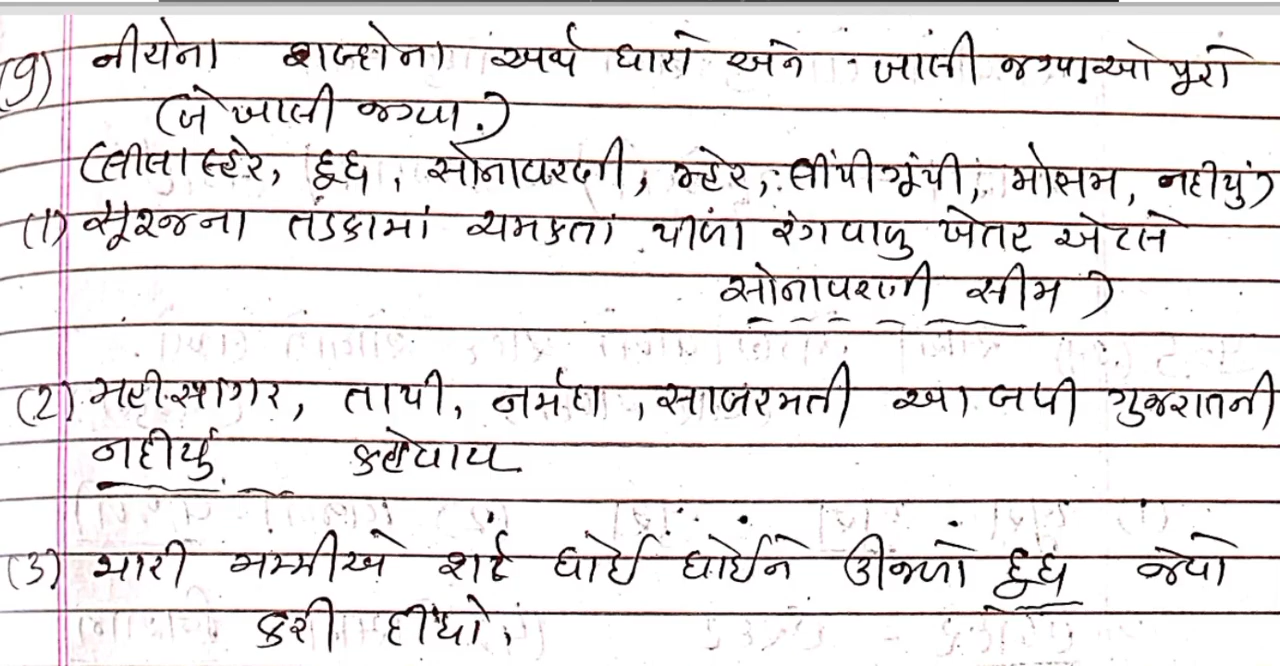 (9) નીચેના શબ્દોના અર્થ ધારો અને ખાલી જગ્યાઓ પૂરો
(જે ખાલી જગ્યા.)
(લીલાલ્હેર, દૂધ, સોનાવરણી, મ્હેર, લીંપીગૂંપી, મોસમ, નદીયું)
(1) સૂરજના તડકામાં ચમકતાં પીળાં રંગવાળુ ખેતર એટલે
સોનાવરણી સીમ)
(2) મહીસાગર, તાપી, નર્મદા, સાબરમતી આ બધી ગુજરાતની
નદીયું કહેવાય
(3) મારી મમ્મીએ શર્ટ ધોઈ ધોઈને ઊજળો દૂધ જેવો
કરી દીધો.